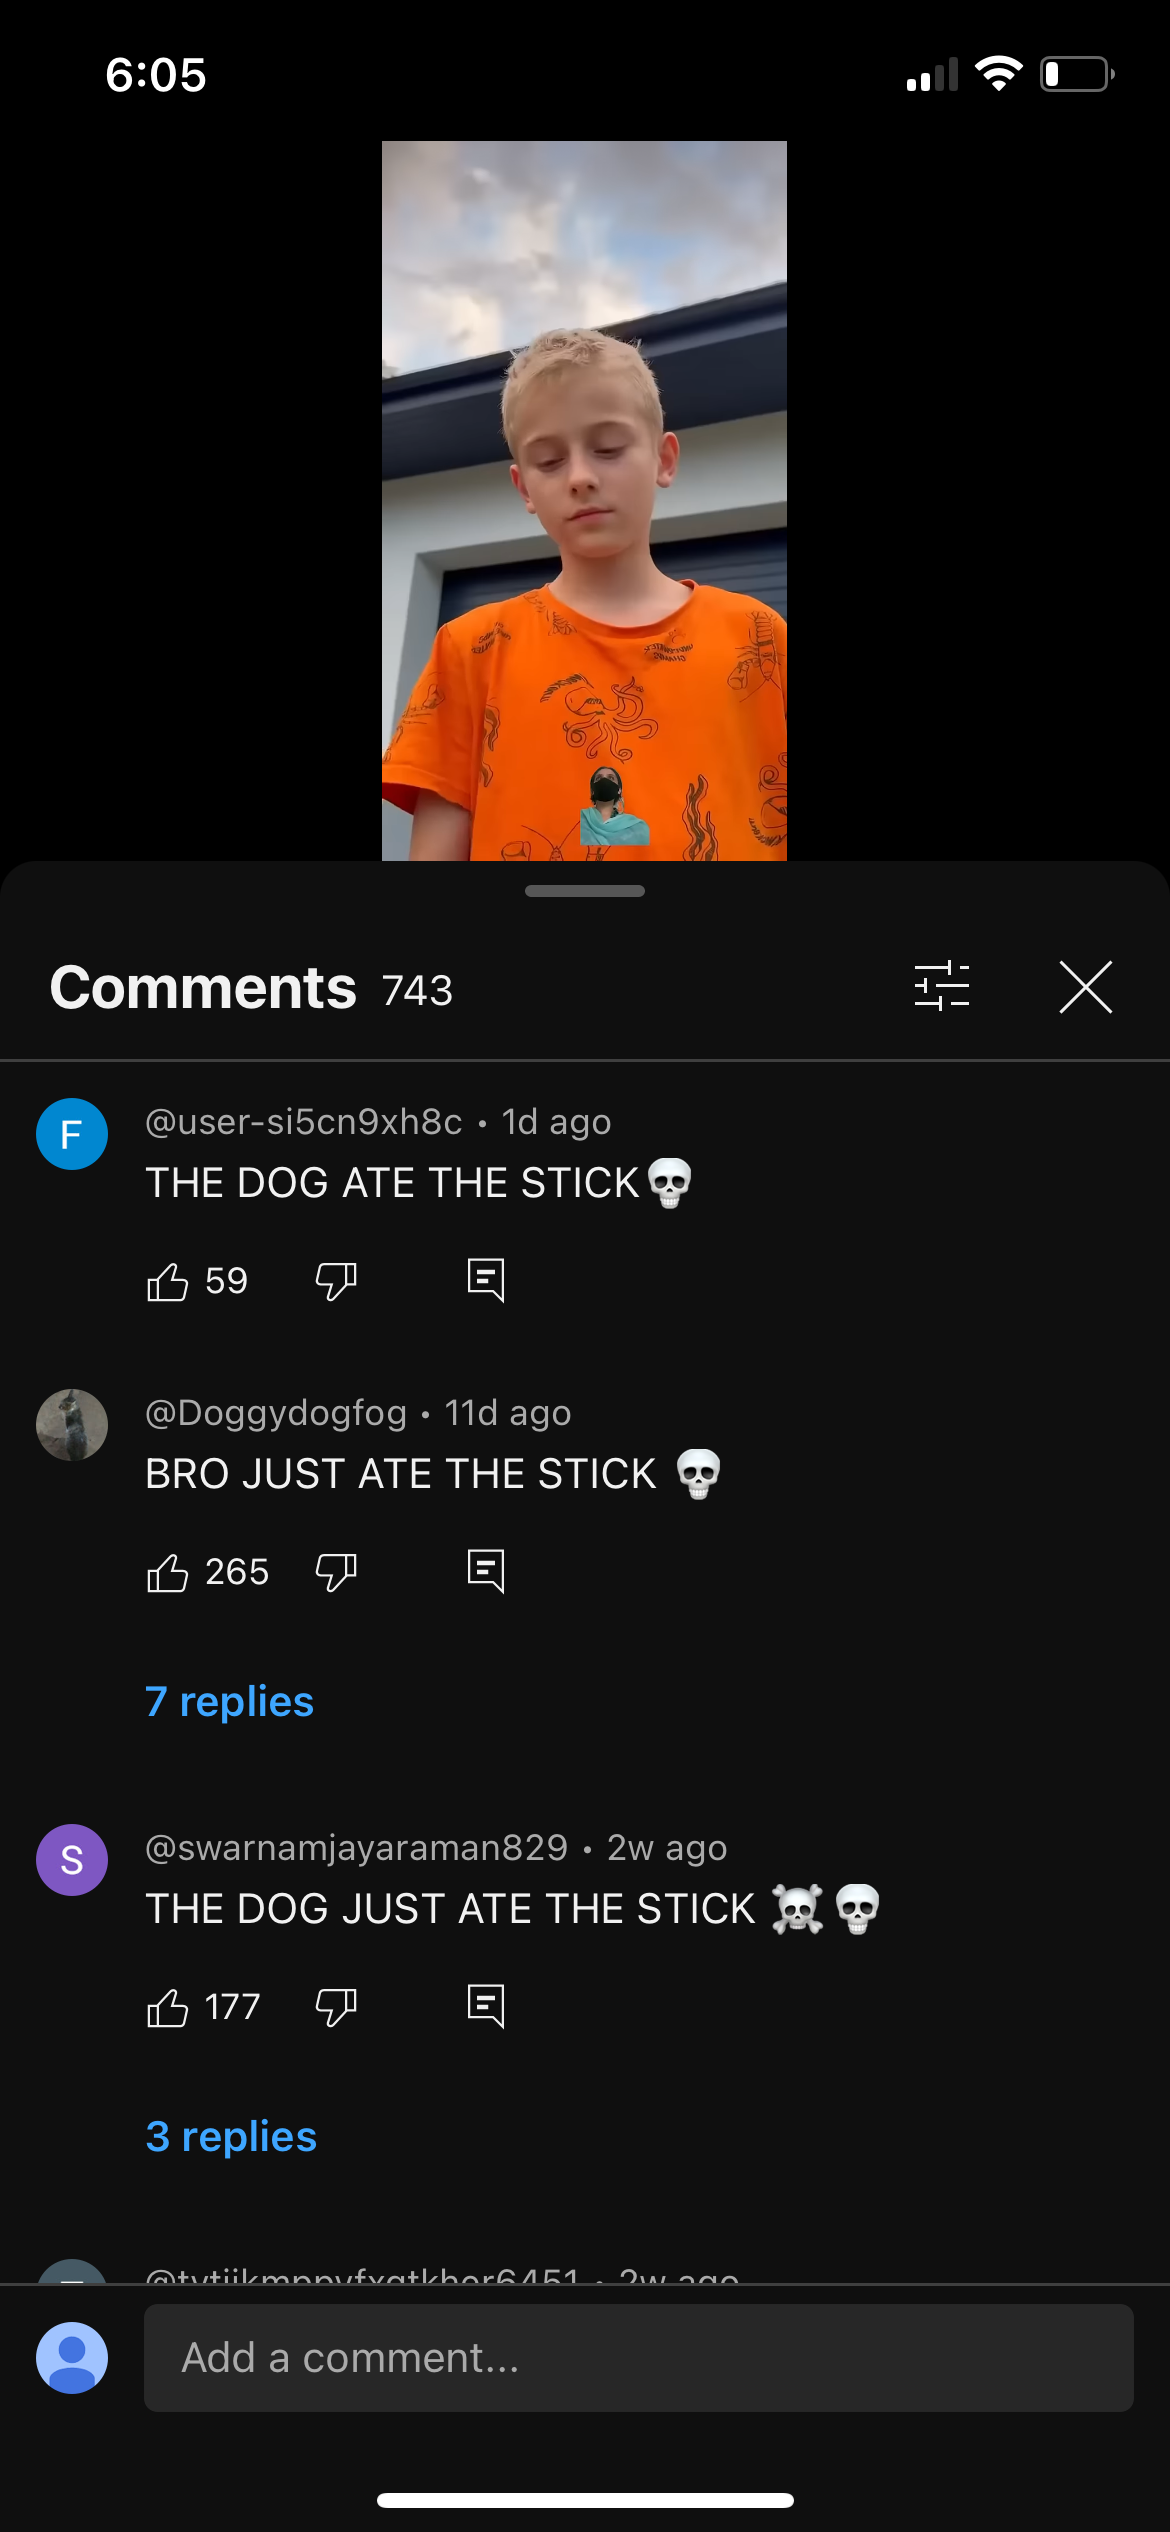 6:05
Comments 743
F
@user-si5cn9xh8c • 1d ago
THE DOG ATE THE STICK💀
59
@Doggydogfog • 11d ago
BRO JUST ATE THE STICK 💀
265
7 replies
S
@swarnamjayaraman829 • 2w ago
THE DOG JUST ATE THE STICK ☠️💀
177
3 replies
2w ago
Add a comment...